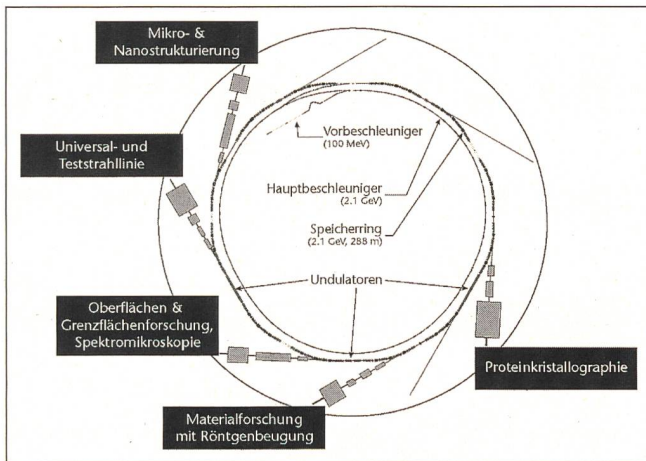 Mikro- &
Nanostrukturierung
Vorbeschleuniger
(100 MeV)
Universal- und
Teststrahllinie
Hauptbeschleuniger
(2.1 GeV)
Speicherring
(2.1 GeV, 288 m)
Undulatoren
Oberflächen &
Grenzflächenforschung,
Spektromikroskopie
Proteinkristallographie
Materialforschung
mit Röntgenbeugung